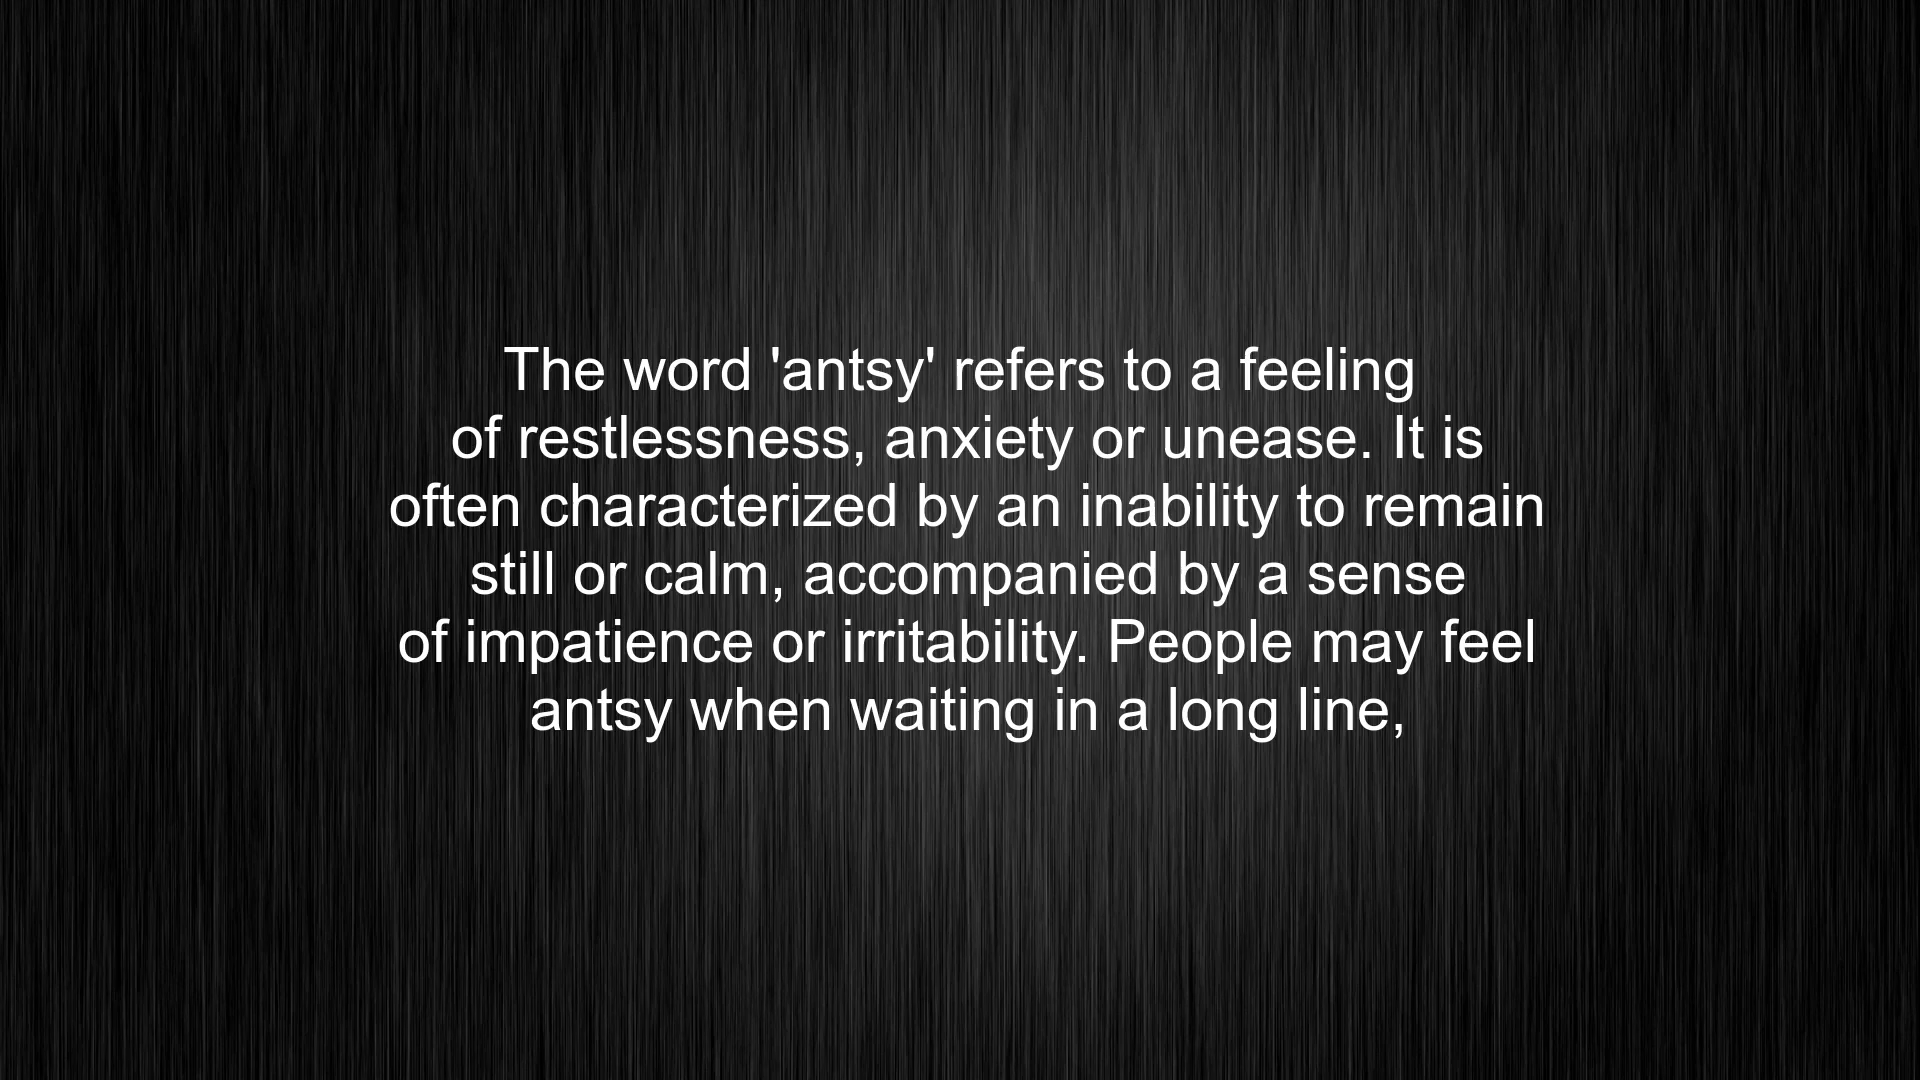 The word 'antsy' refers to a feeling
of restlessness, anxiety or unease. It is
often characterized by an inability to remain
still or calm, accompanied by a sense
of impatience or irritability. People may feel
antsy when waiting in a long line,